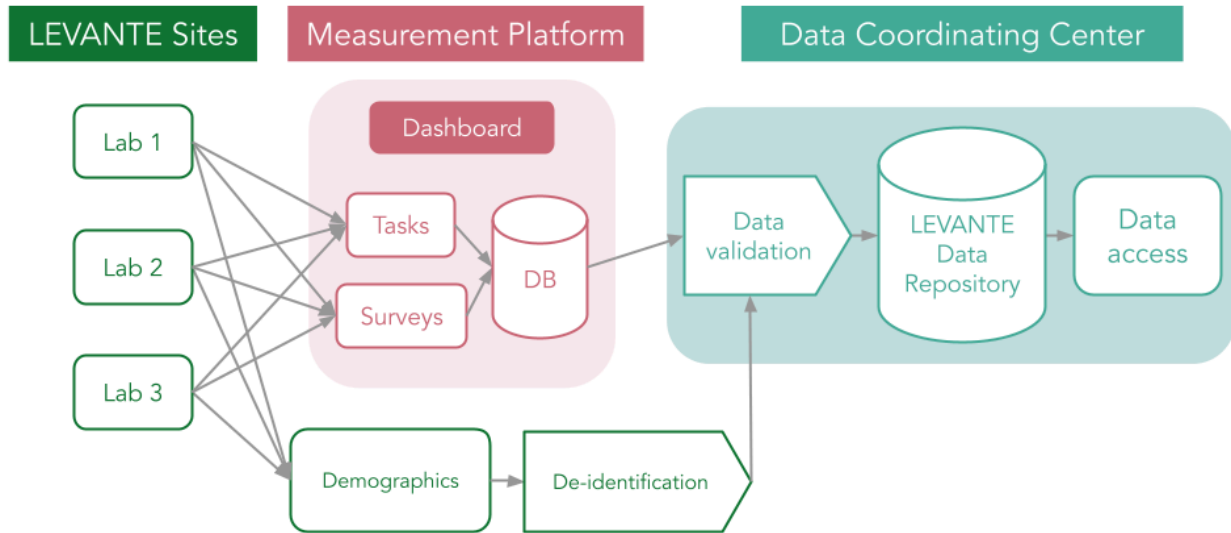 LEVANTE Sites
Measurement Platform
Data Coordinating Center
Lab 1
Lab 2
Lab 3
Dashboard
Tasks
Surveys
DB
Data
validation
LEVANTE
Data
Repository
Data
access
Demographics
De-identification